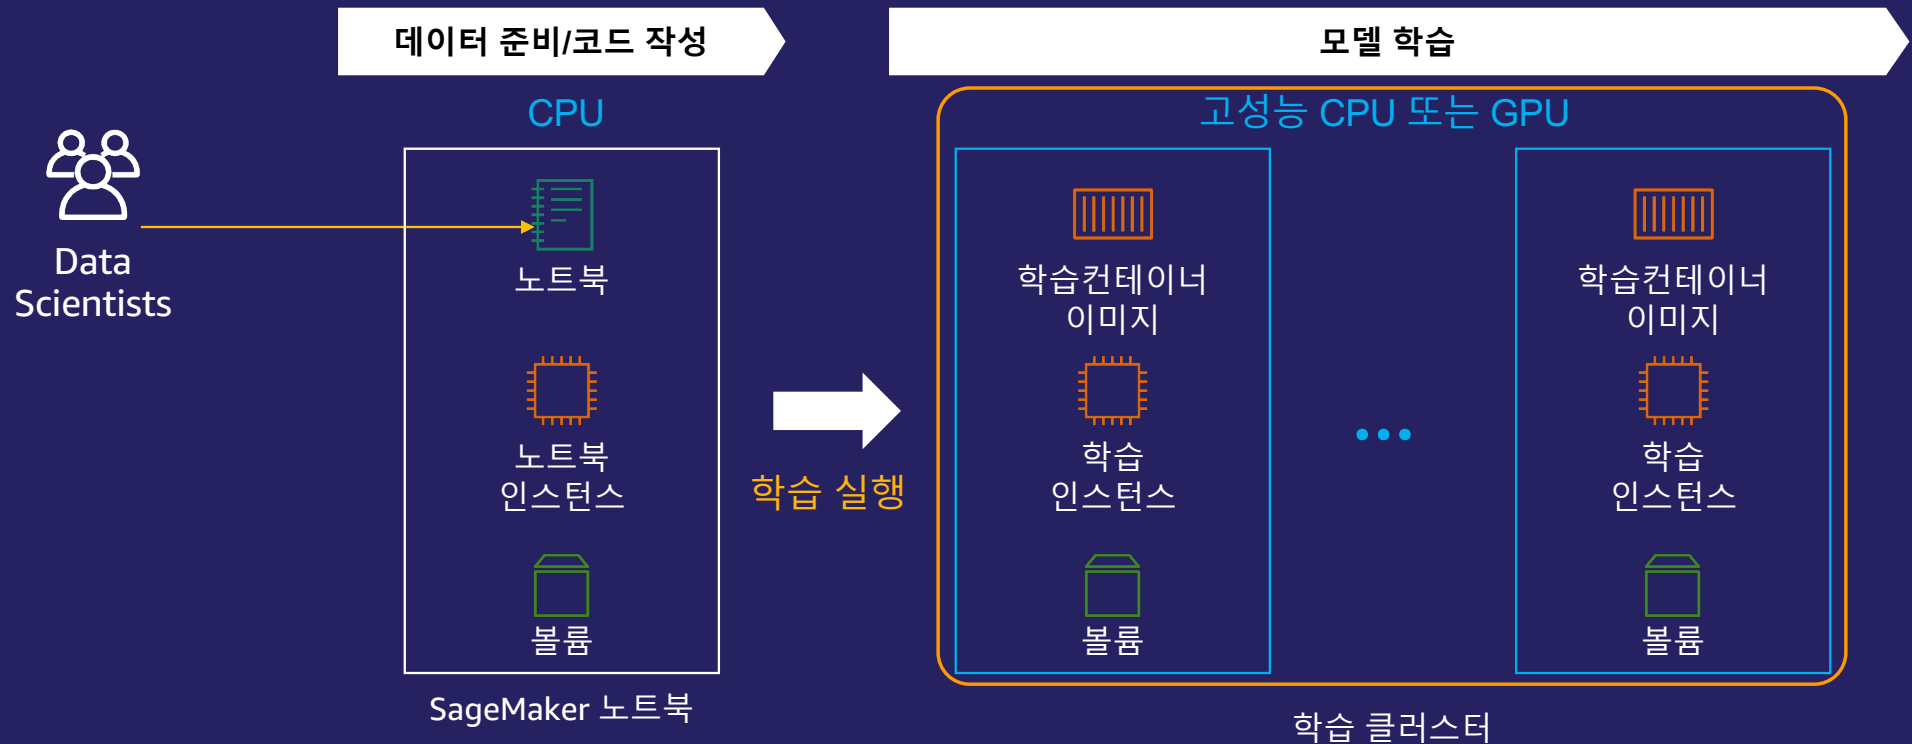 데이터 준비/코드 작성
모델 학습
CPU
고성능 CPU 또는 GPU
Data
Scientists
노트북
노트북
인스턴스
볼륨
SageMaker 노트북
학습 실행
학습컨테이너
이미지
학습
인스턴스
볼륨
...
학습컨테이너
이미지
학습
인스턴스
볼륨
학습 클러스터